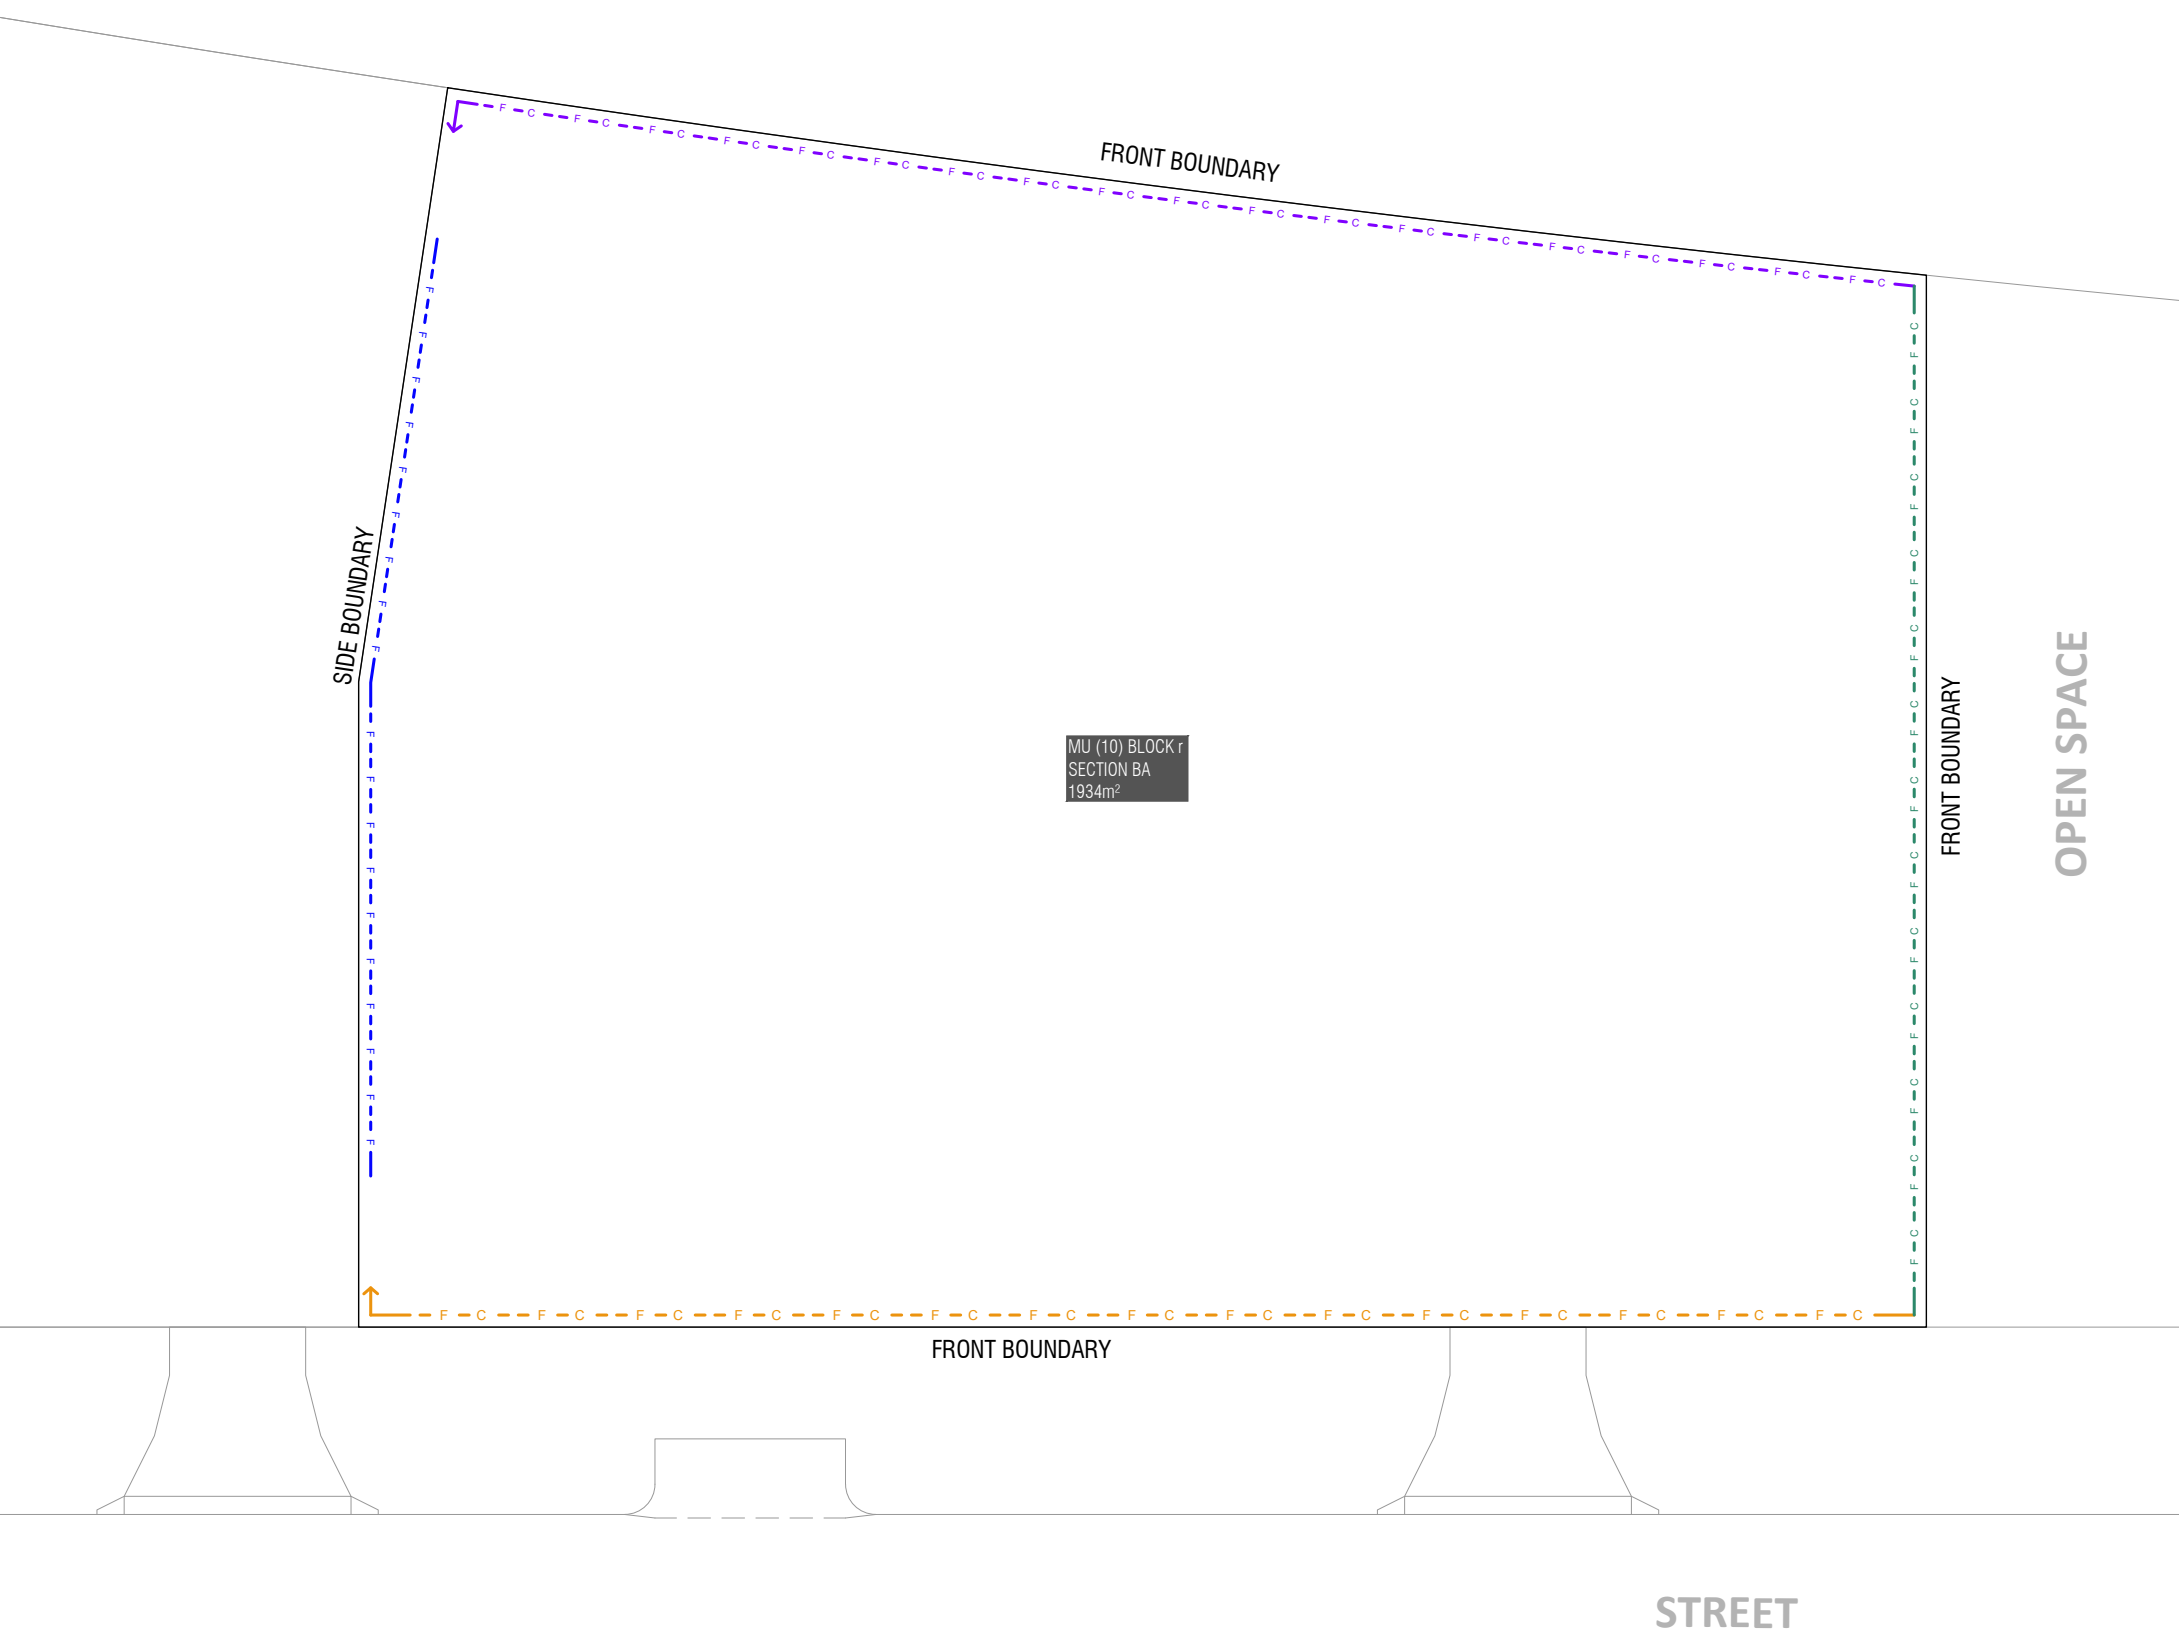 FRONT BOUNDARY
SIDE BOUNDARY
MU (10) BLOCK r
SECTION BA
1934m²
FRONT BOUNDARY
OPEN SPACE
FRONT BOUNDARY
STREET
F C F C F C F C F C F C F C F C F C F C F C F C F C F C F C F C F C F C F C
F F F F F F F F F
F F F F F F F F F F
C F C F C F C F C F C F C F C F C F C F C F C F C F
F C F C F C F C F C F C F C F C F C F C F C F C F C F C F C